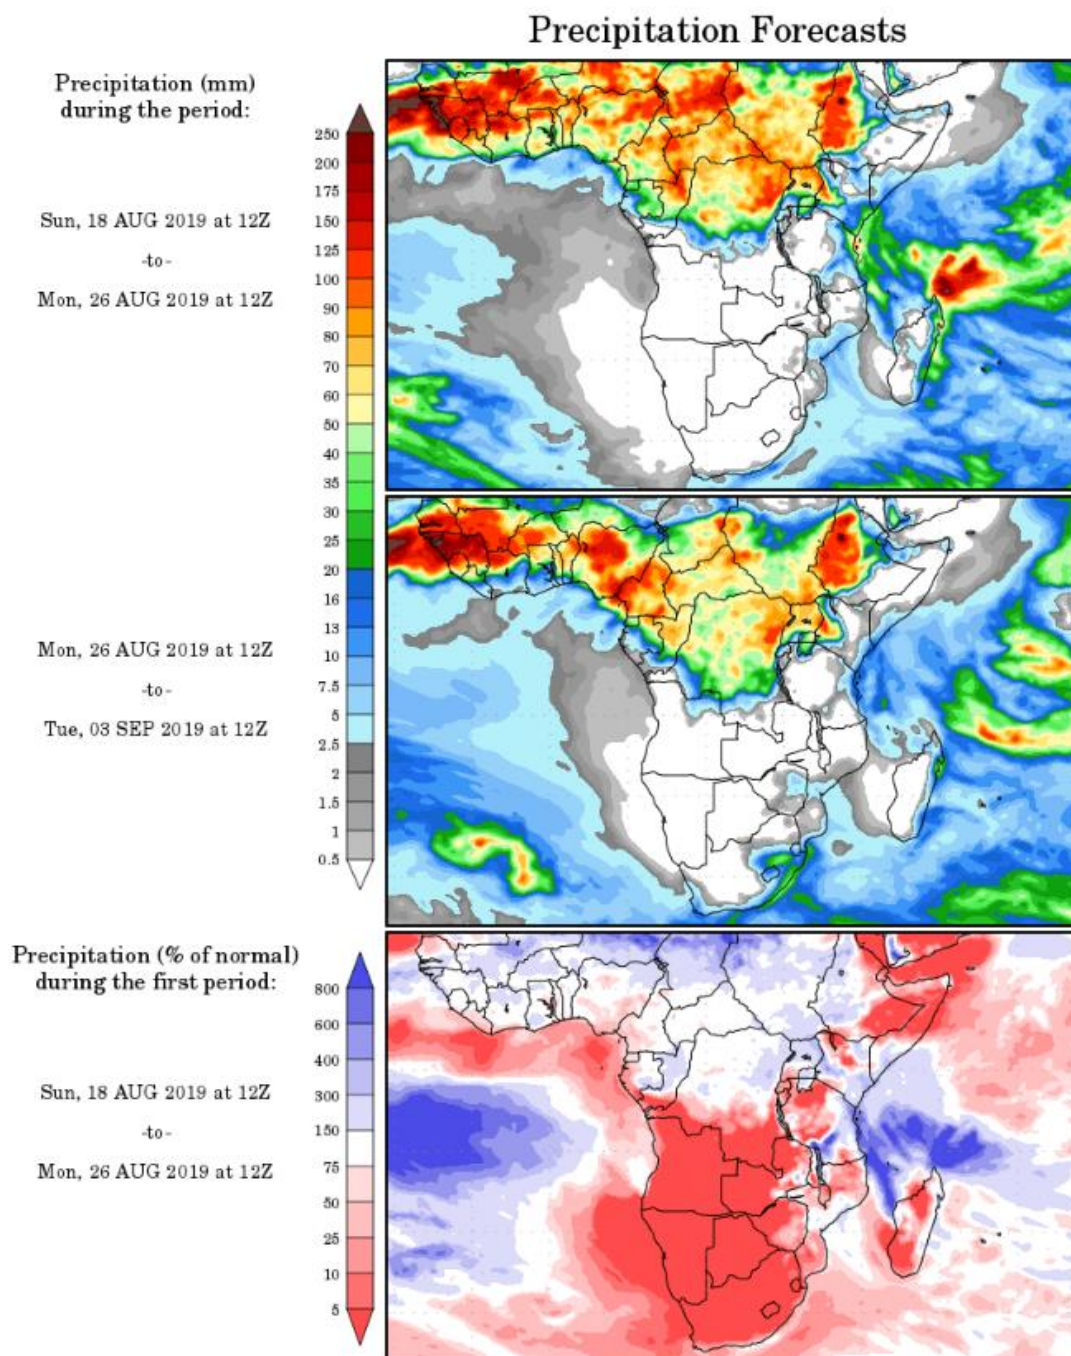 Precipitation Forecasts
Precipitation (mm)
during the period:
Sun, 18 AUG 2019 at 12Z
-to-
Mon, 26 AUG 2019 at 12Z
250
200
175
150
125
100
90
80
70
60
50
40
35
30
25
20
16
13
10
7.5
5
2.5
2
1.5
1
0.5
Mon, 26 AUG 2019 at 12Z
-to-
Tue, 03 SEP 2019 at 12Z
Precipitation (% of normal)
during the first period:
Sun, 18 AUG 2019 at 12Z
-to-
Mon, 26 AUG 2019 at 12Z
800
600
400
300
150
75
50
25
10
5